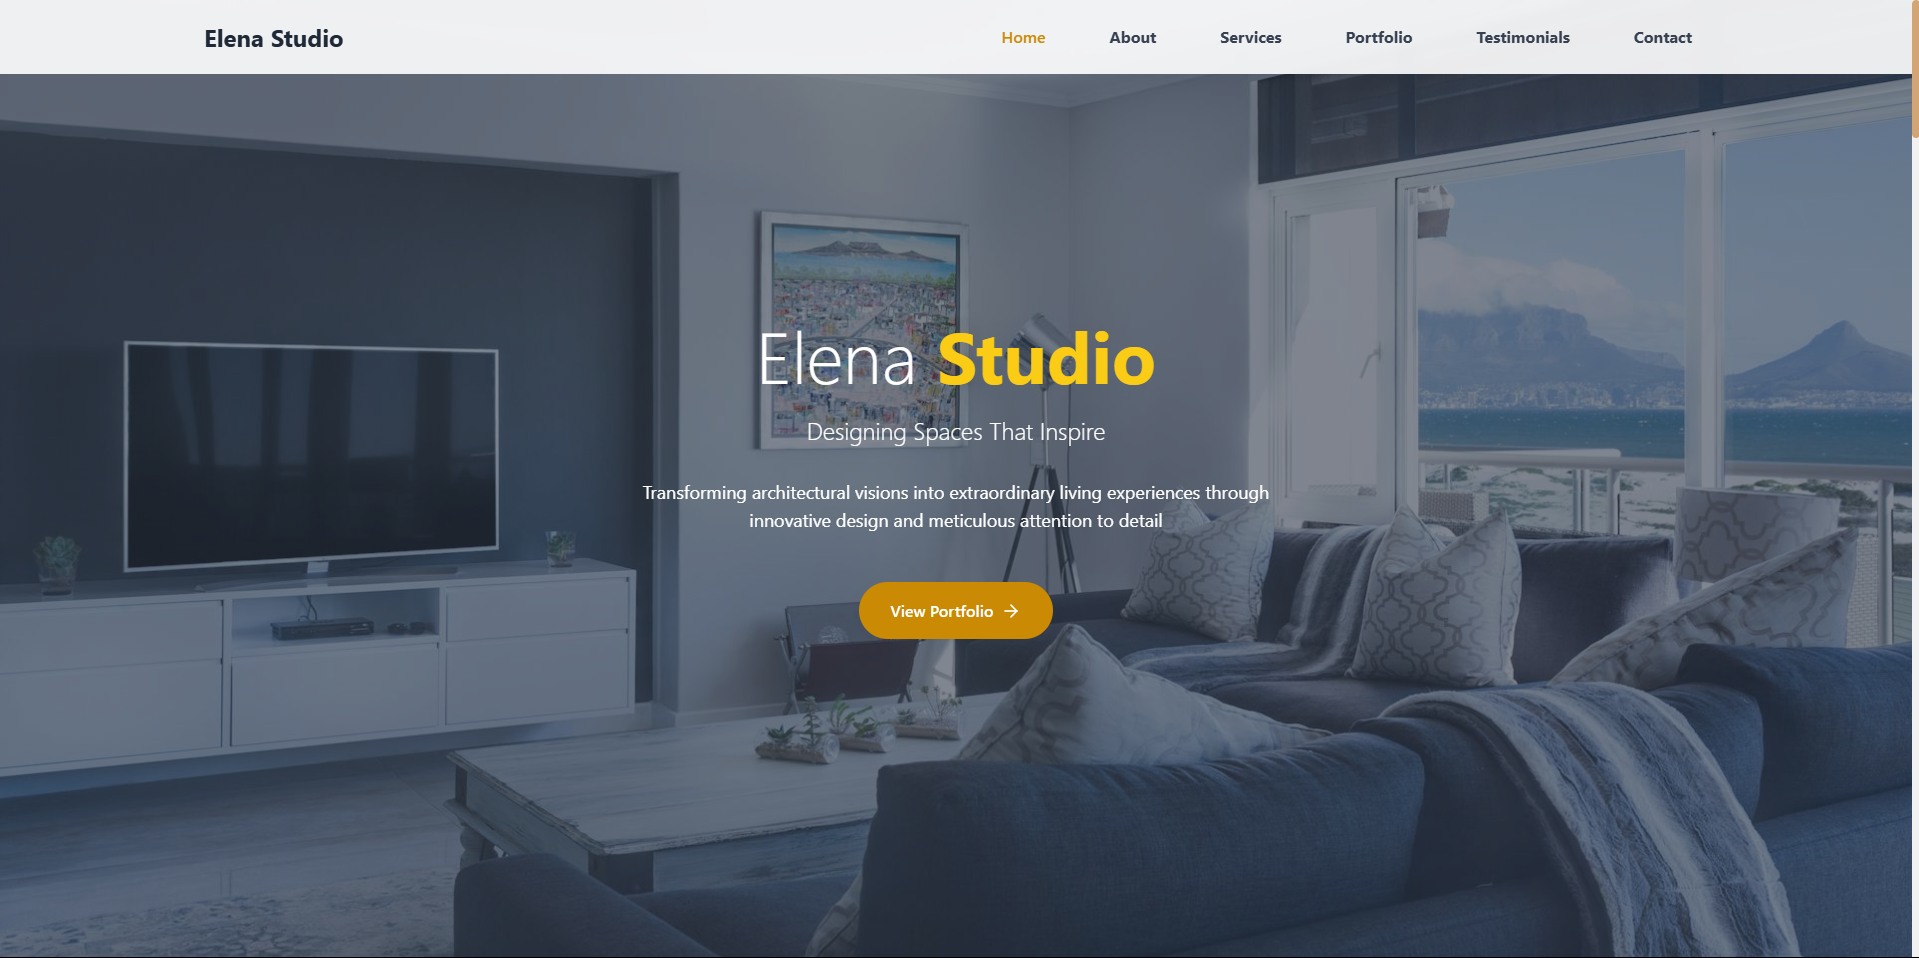 Elena Studio
Home
About
Services
Portfolio
Testimonials
Contact
Elena Studio
Designing Spaces That Inspire
Transforming architectural visions into extraordinary living experiences through
innovative design and meticulous attention to detail
View Portfolio →